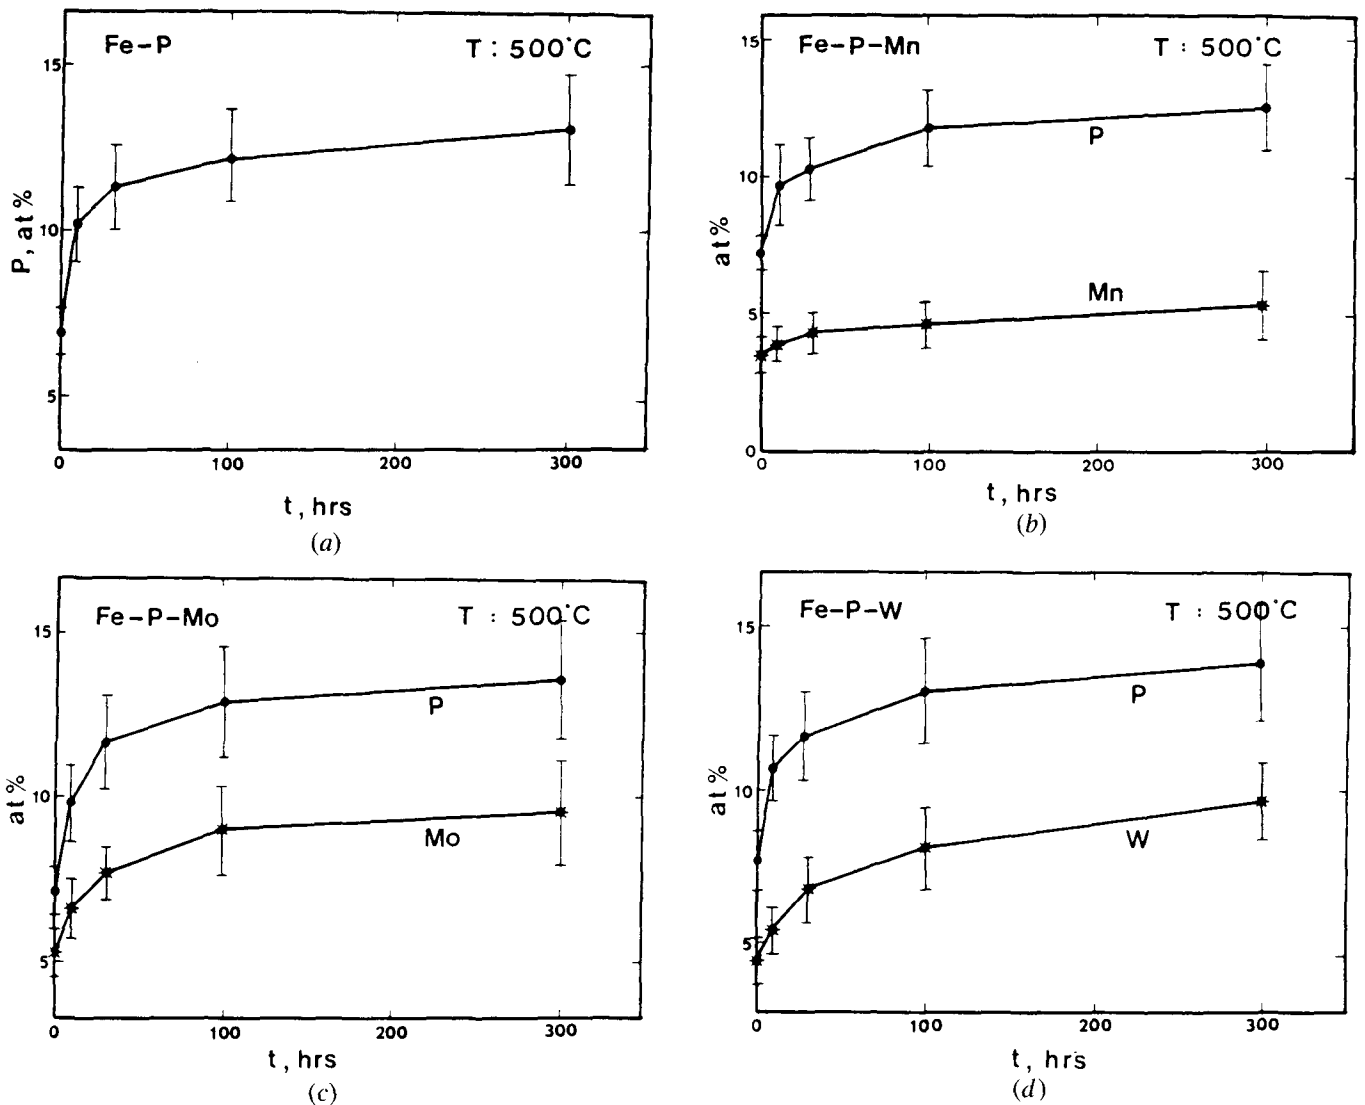 Fe-P T : 500°C
15
10
5
P, at%
0 100 200 300
t, hrs
(a)
Fe-P-Mn T : 500°C
15
10
5
0
at%
P
Mn
0 100 200 300
t, hrs
(b)
Fe-P-Mo T : 500°C
15
10
5
at%
P
Mo
0 100 200 300
t, hrs
(c)
Fe-P-W T : 500°C
15
10
5
at%
P
W
0 100 200 300
t, hrs
(d)